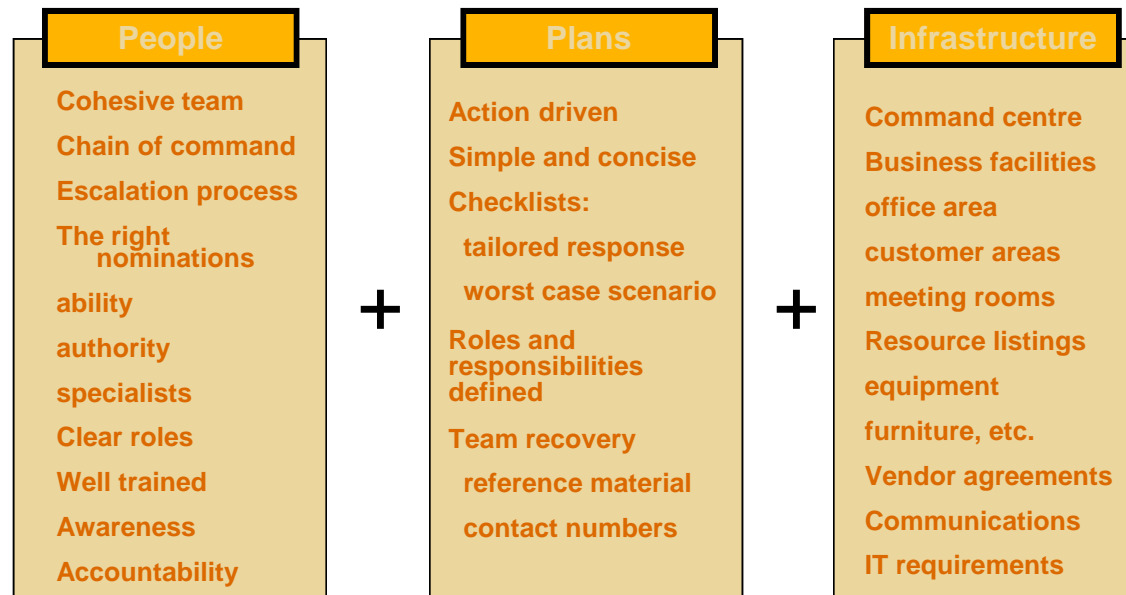 People
Cohesive team
Chain of command
Escalation process
The right
nominations
ability
authority
specialists
Clear roles
Well trained
Awareness
Accountability
+
Plans
Action driven
Simple and concise
Checklists:
tailored response
worst case scenario
Roles and
responsibilities
defined
Team recovery
reference material
contact numbers
+
Infrastructure
Command centre
Business facilities
office area
customer areas
meeting rooms
Resource listings
equipment
furniture, etc.
Vendor agreements
Communications
IT requirements